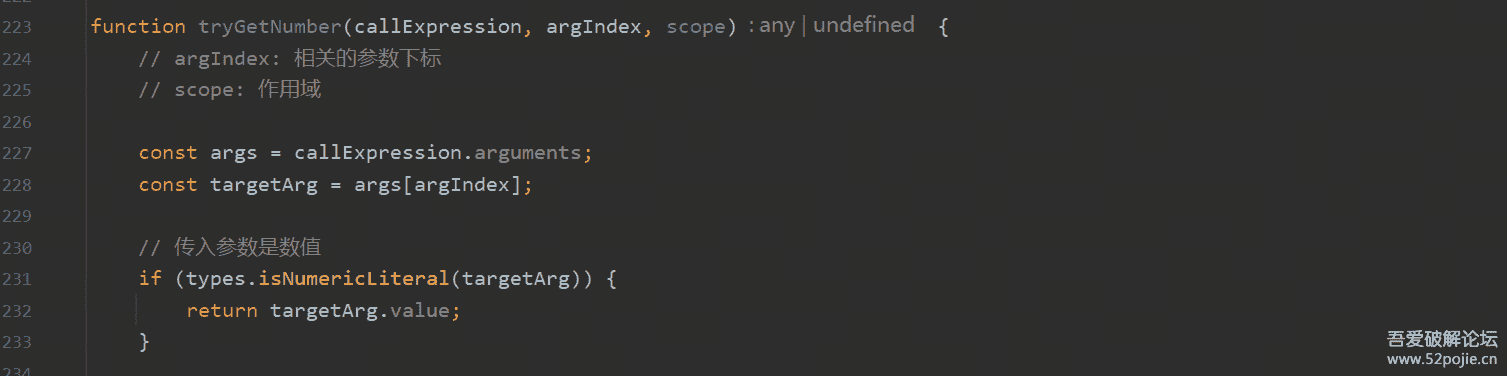 223 function tryGetNumber(callExpression, argIndex, scope) : any | undefined {
224 // argIndex: 相关的参数下标
225 // scope: 作用域
226
227 const args = callExpression.arguments;
228 const targetArg = args[argIndex];
229
230 // 传入参数是数值
231 if (types.isNumericLiteral(targetArg)) {
232 return targetArg.value;
233 }
234
吾爱破解论坛
www.52pojie.cn